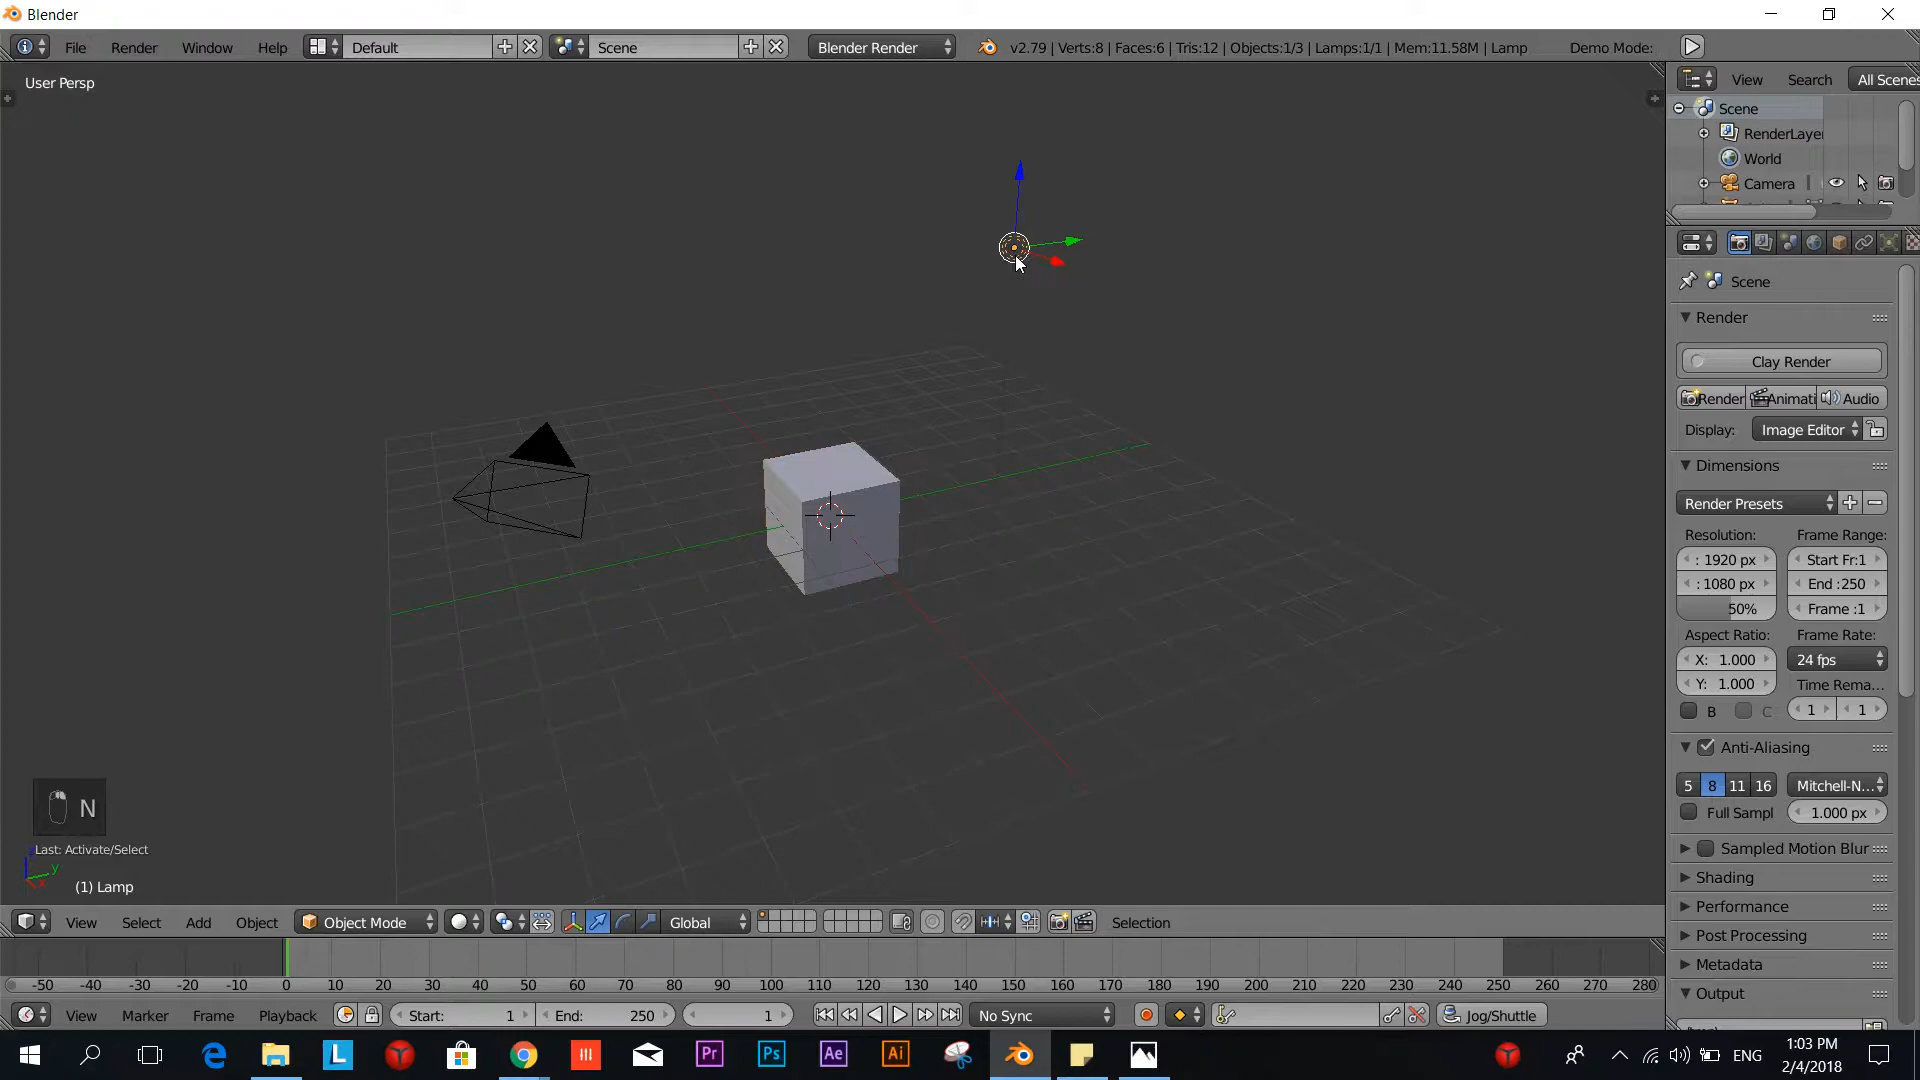 Blender
File Render Window Help Default Scene Blender Render v2.79 | Verts:8 | Faces:6 | Tris:12 | Objects:1/3 | Lamps:1/1 | Mem:11.58M | Lamp Demo Mode:
User Persp
View Search All Scenes
Scene
RenderLayer
World
Camera
Scene
Render
Clay Render
Render Animati Audio
Display: Image Editor
Dimensions
Render Presets
Resolution: Frame Range:
: 1920 px Start Fr:1
: 1080 px End :250
50% Frame :1
Aspect Ratio: Frame Rate:
X: 1.000 24 fps
Y: 1.000 Time Rema...
B C 1 1
Anti-Aliasing
5 8 11 16 Mitchell-N...
Full Sampl 1.000 px
Sampled Motion Blur
Shading
Performance
Post Processing
Metadata
Output
N
Last: Activate/Select
z y x
(1) Lamp
View Select Add Object Object Mode Global Selection
-50 -40 -30 -20 -10 0 10 20 30 40 50 60 70 80 90 100 110 120 130 140 150 160 170 180 190 200 210 220 230 240 250 260 270 280
View Marker Frame Playback Start: 1 End: 250 1 No Sync Jog/Shuttle
e L Pr Ps Ae Ai ENG 1:03 PM
2/4/2018